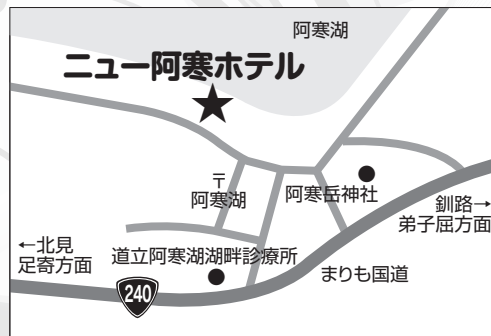 阿寒湖
ニュー阿寒ホテル
〒
阿寒湖
阿寒岳神社
釧路→
弟子屈方面
←北見
足寄方面
道立阿寒湖湖畔診療所
まりも国道
240